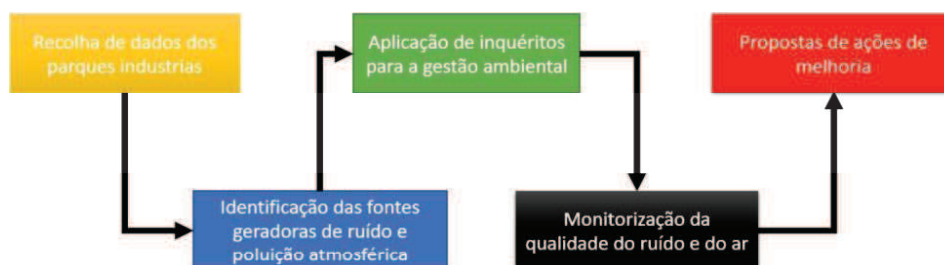 Recolha de dados dos
parques industrias
Identificação das fontes
geradoras de ruído e
poluição atmosférica
Aplicação de inquéritos
para a gestão ambiental
Monitorização da
qualidade do ruído e do ar
Propostas de ações de
melhoria